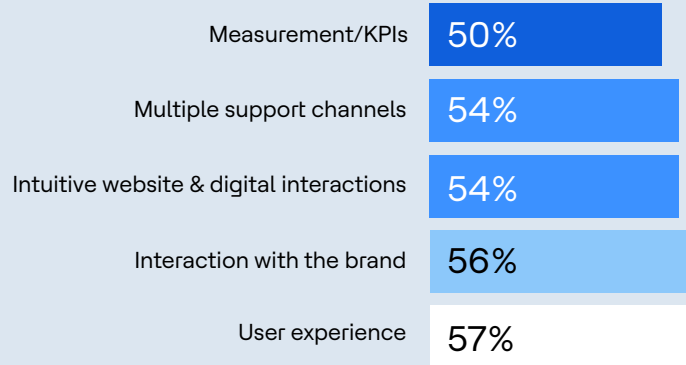 Measurement/KPIs 50%
Multiple support channels 54%
Intuitive website & digital interactions 54%
Interaction with the brand 56%
User experience 57%